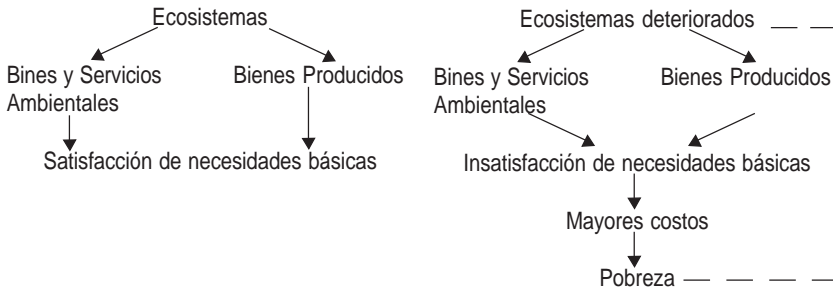 Ecosistemas
Bines y Servicios
Ambientales
Bienes Producidos
Satisfacción de necesidades básicas
Ecosistemas deteriorados
Bines y Servicios
Ambientales
Bienes Producidos
Insatisfacción de necesidades básicas
Mayores costos
Pobreza